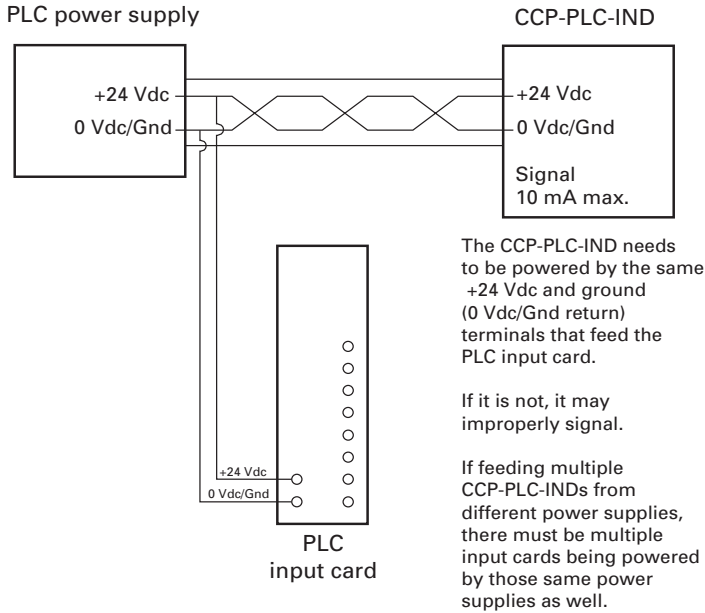 PLC power supply
CCP-PLC-IND
+24 Vdc
0 Vdc/Gnd
+24 Vdc
0 Vdc/Gnd
Signal
10 mA max.
The CCP-PLC-IND needs
to be powered by the same
+24 Vdc and ground
(0 Vdc/Gnd return)
terminals that feed the
PLC input card.
If it is not, it may
improperly signal.
If feeding multiple
CCP-PLC-INDs from
different power supplies,
there must be multiple
input cards being powered
by those same power
supplies as well.
+24 Vdc
0 Vdc/Gnd
PLC
input card